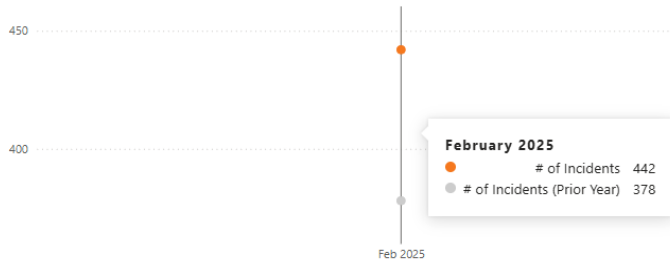 450
400
February 2025
# of Incidents 442
# of Incidents (Prior Year) 378
Feb 2025